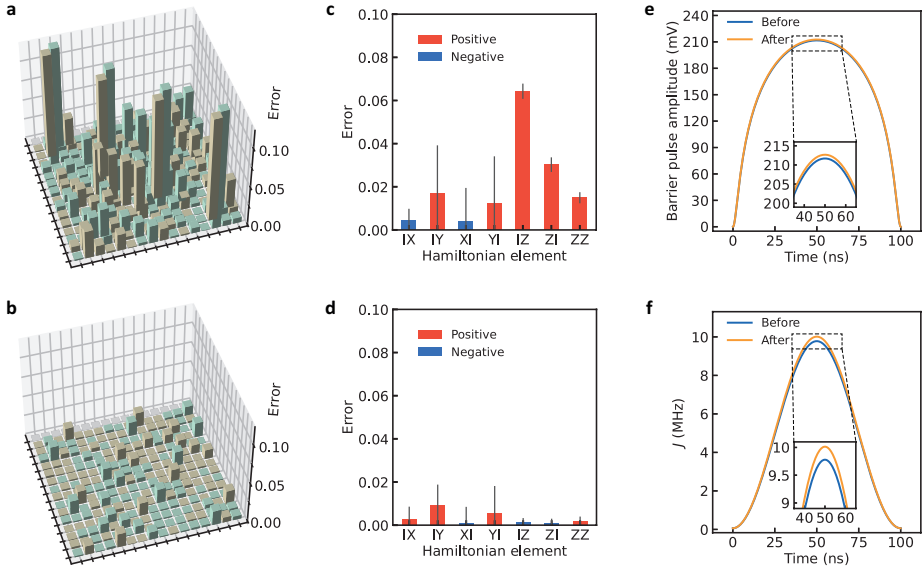 a
Error
0.10
0.05
0.00
b
Error
0.10
0.05
0.00
c
0.10
0.08
0.06
0.04
0.02
0.00
Error
Positive
Negative
IX IY XI YI IZ ZI ZZ
Hamiltonian element
d
0.10
0.08
0.06
0.04
0.02
0.00
Error
Positive
Negative
IX IY XI YI IZ ZI ZZ
Hamiltonian element
e
Barrier pulse amplitude (mV)
210
180
150
120
90
60
30
0
Before
After
215
210
205
200
40 50 60
0 25 50 75 100
Time (ns)
f
J (MHz)
10
8
6
4
2
0
Before
After
10
9.5
9
40 50 60
0 25 50 75 100
Time (ns)